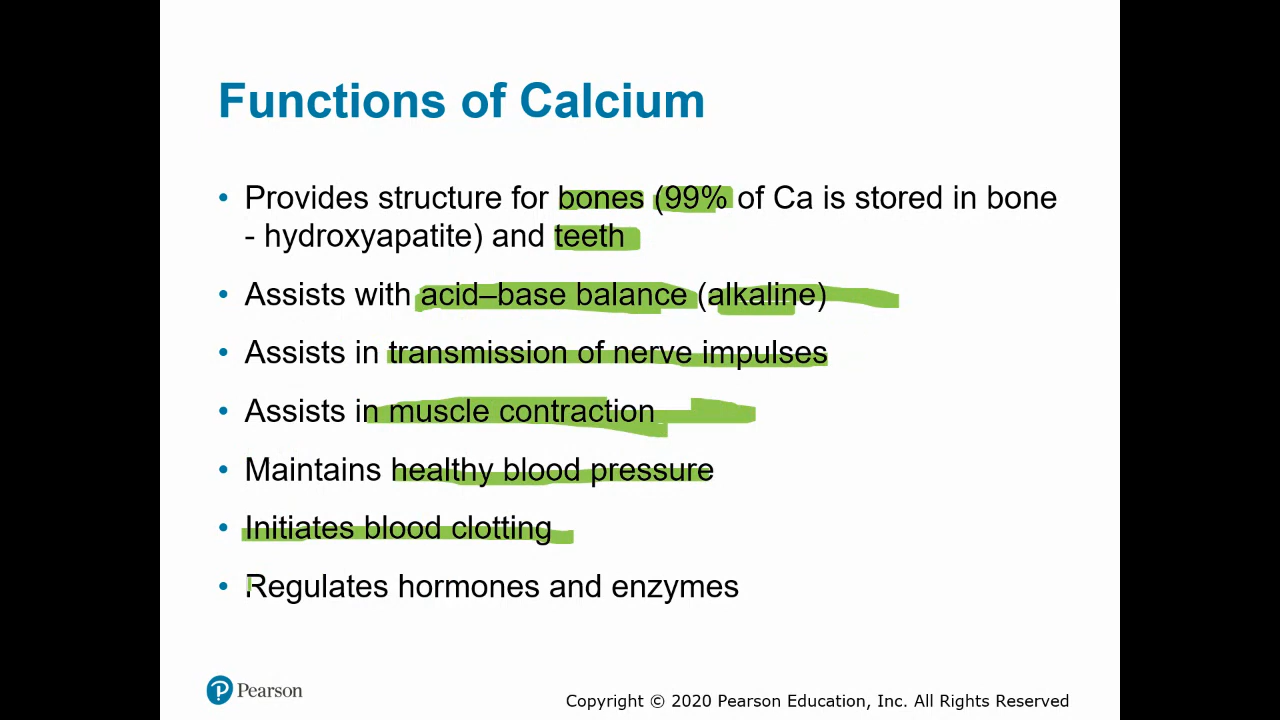 Functions of Calcium
• Provides structure for bones (99% of Ca is stored in bone
- hydroxyapatite) and teeth
• Assists with acid–base balance (alkaline)
• Assists in transmission of nerve impulses
• Assists in muscle contraction
• Maintains healthy blood pressure
• Initiates blood clotting
• Regulates hormones and enzymes
P Pearson
Copyright © 2020 Pearson Education, Inc. All Rights Reserved